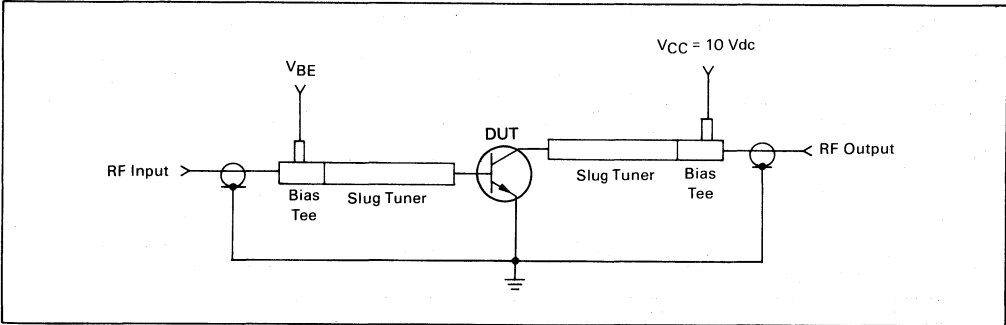 VCC = 10 Vdc
VBE
DUT
RF Input
Bias
Tee
Slug Tuner
Slug Tuner
Bias
Tee
RF Output